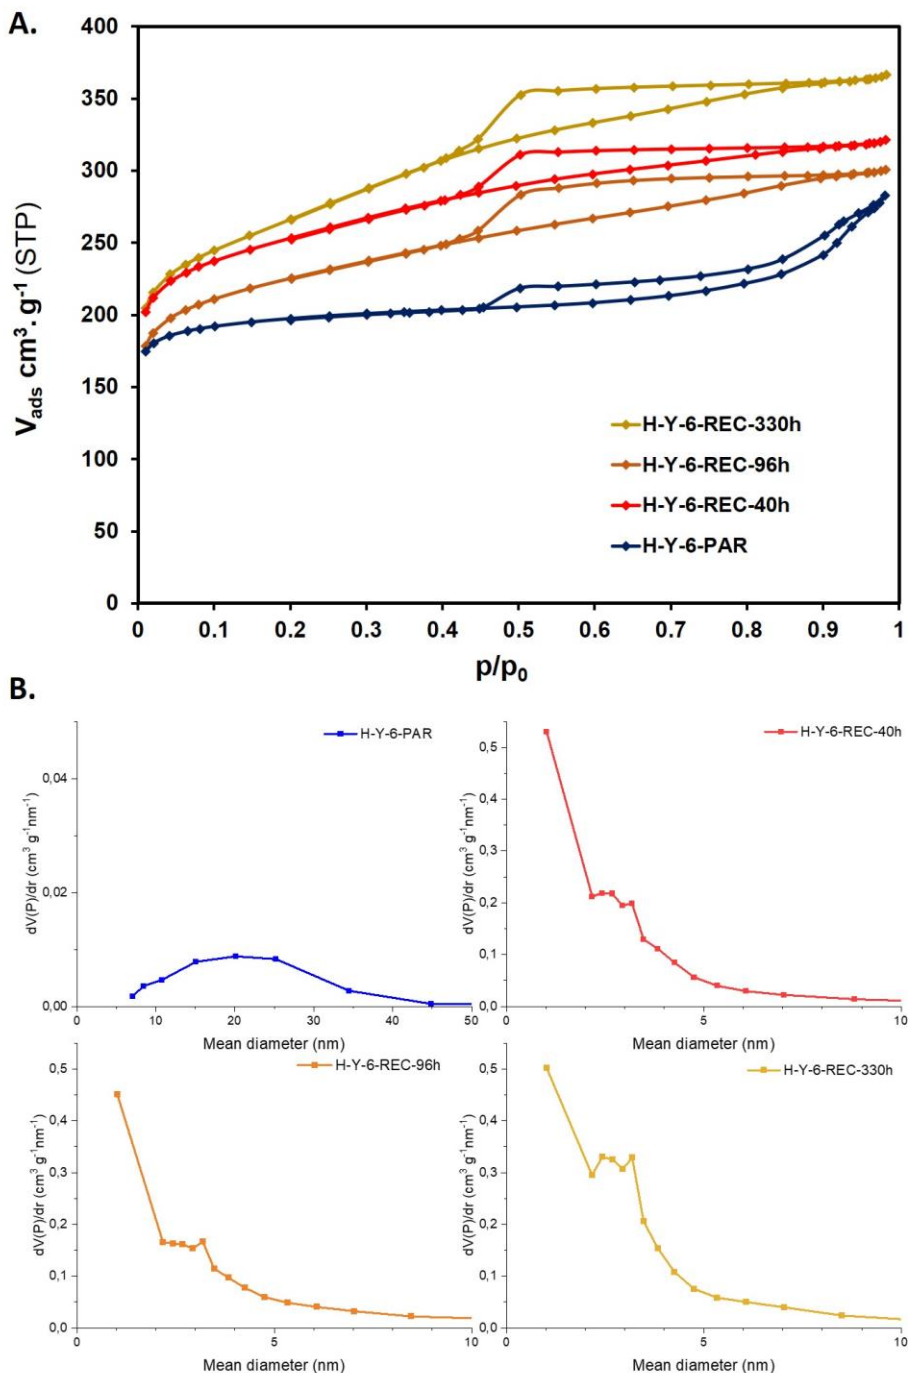 A.
400
350
300
250
200
150
100
50
0
V_ads cm³.g⁻¹ (STP)
H-Y-6-REC-330h
H-Y-6-REC-96h
H-Y-6-REC-40h
H-Y-6-PAR
0 0.1 0.2 0.3 0.4 0.5 0.6 0.7 0.8 0.9 1
p/p₀
B.
H-Y-6-PAR
0,04
0,02
0,00
dV(P)/dr (cm³ g⁻¹nm⁻¹)
0 10 20 30 40 50
Mean diameter (nm)
H-Y-6-REC-40h
0,5
0,4
0,3
0,2
0,1
0,0
dV(P)/dr (cm³ g⁻¹nm⁻¹)
0 5 10
Mean diameter (nm)
H-Y-6-REC-96h
0,5
0,4
0,3
0,2
0,1
0,0
dV(P)/dr (cm³ g⁻¹nm⁻¹)
0 5 10
Mean diameter (nm)
H-Y-6-REC-330h
0,5
0,4
0,3
0,2
0,1
0,0
dV(P)/dr (cm³ g⁻¹nm⁻¹)
0 5 10
Mean diameter (nm)